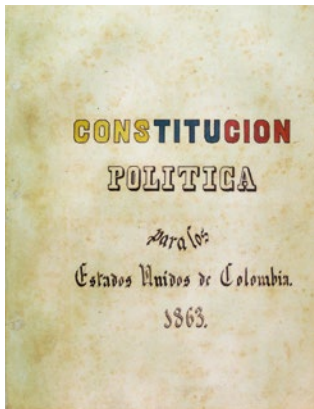 CONSTITUCION
POLITICA
para los
Estados Unidos de Colombia.
1863.